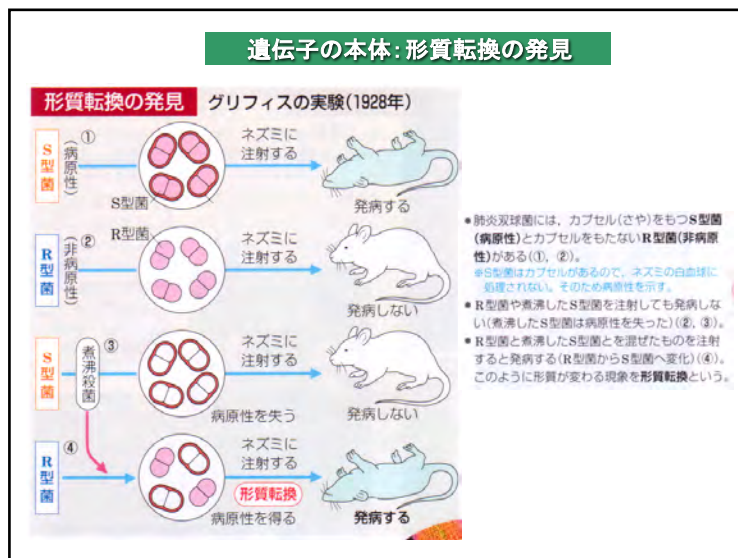 遺伝子の本体：形質転換の発見
形質転換の発見 グリフィスの実験(1928年)
S型菌
(病原性)
①
S型菌
ネズミに
注射する
発病する
R型菌
(非病原性)
②
R型菌
ネズミに
注射する
発病しない
S型菌
煮沸殺菌
③
ネズミに
注射する
病原性を失う
発病しない
R型菌
④
ネズミに
注射する
形質転換
病原性を得る
発病する
●肺炎双球菌には，カプセル(さや)をもつS型菌
(病原性)とカプセルをもたないR型菌(非病原
性)がある(①，②)。
※S型菌はカプセルがあるので，ネズミの白血球に
処理されない。そのため病原性を示す。
●R型菌や煮沸したS型菌を注射しても発病しな
い(煮沸したS型菌は病原性を失った)(②，③)。
●R型菌と煮沸したS型菌とを混ぜたものを注射
すると発病する(R型菌からS型菌へ変化)(④)。
このように形質が変わる現象を形質転換という。